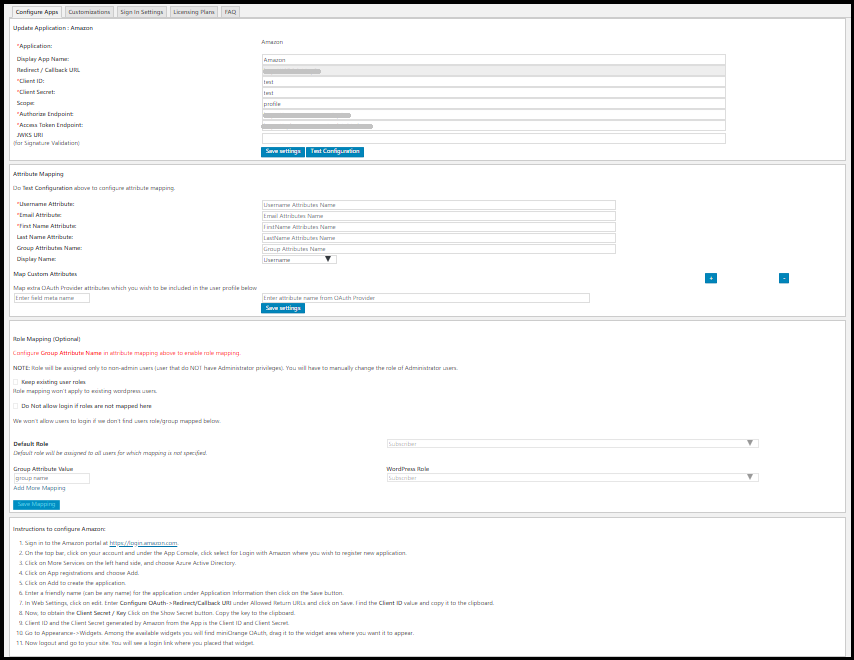 Configure Apps Customizations Sign In Settings Licensing Plans FAQ
Update Application : Amazon
*Application: Amazon
Display App Name: Amazon
Redirect / Callback URL
*Client ID: test
*Client Secret: test
Scope: profile
*Authorize Endpoint:
*Access Token Endpoint:
JWKS URI
(for Signature Validation)
Save settings Test Configuration
Attribute Mapping
Do Test Configuration above to configure attribute mapping.
*Username Attribute: Username Attributes Name
*Email Attribute: Email Attributes Name
*First Name Attribute: FirstName Attributes Name
Last Name Attribute: LastName Attributes Name
Group Attributes Name: Group Attributes Name
Display Name: Username
Map Custom Attributes + -
Map extra OAuth Provider attributes which you wish to be included in the user profile below
Enter field meta name Enter attribute name from OAuth Provider
Save settings
Role Mapping (Optional)
Configure Group Attribute Name in attribute mapping above to enable role mapping.
NOTE: Role will be assigned only to non-admin users (user that do NOT have Administrator privileges). You will have to manually change the role of Administrator users.
Keep existing user roles
Role mapping won't apply to existing wordpress users.
Do Not allow login if roles are not mapped here
We won't allow users to login if we don't find users role/group mapped below.
Default Role Subscriber
Default role will be assigned to all users for which mapping is not specified.
Group Attribute Value WordPress Role
group name Subscriber
Add More Mapping
Save Mapping
Instructions to configure Amazon:
1. Sign in to the Amazon portal at https://login.amazon.com.
2. On the top bar, click on your account and under the App Console, click select for Login with Amazon where you wish to register new application.
3. Click on More Services on the left hand side, and choose Azure Active Directory.
4. Click on App registrations and choose Add.
5. Click on Add to create the application.
6. Enter a friendly name (can be any name) for the application under Application Information then click on the Save button.
7. In Web Settings, click on edit. Enter Configure OAuth->Redirect/Callback URI under Allowed Return URLs and click on Save. Find the Client ID value and copy it to the clipboard.
8. Now, to obtain the Client Secret / Key Click on the Show Secret button. Copy the key to the clipboard.
9. Client ID and the Client Secret generated by Amazon from the App is the Client ID and Client Secret.
10. Go to Appearance->Widgets. Among the available widgets you will find miniOrange OAuth, drag it to the widget area where you want it to appear.
11. Now logout and go to your site. You will see a login link where you placed that widget.